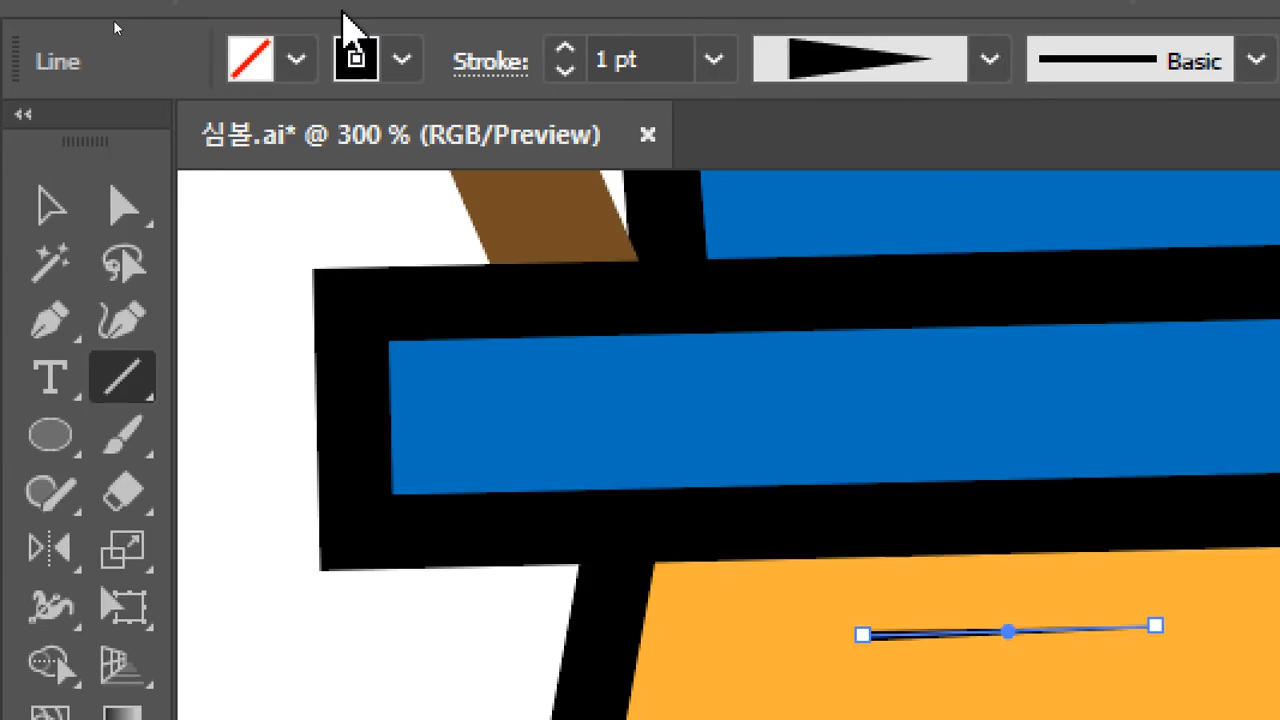 Line
Stroke:
1 pt
Basic
심볼.ai* @ 300 % (RGB/Preview)